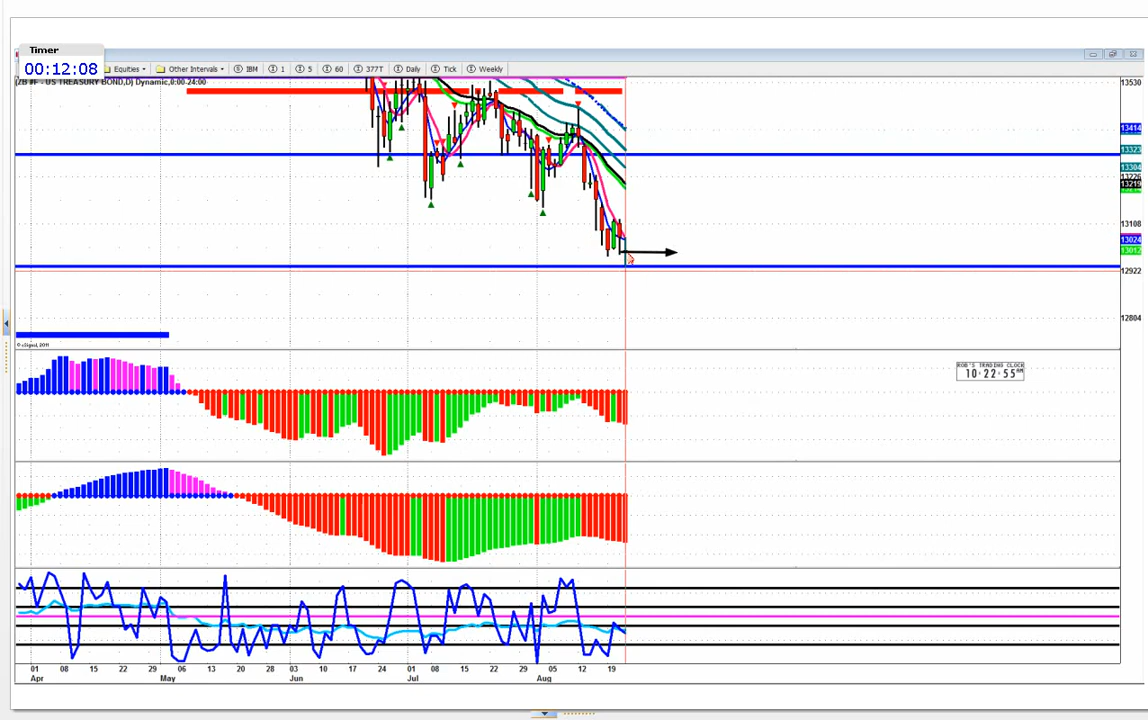 Timer
00:12:08
Equities
Other Intervals
IBM
1
5
60
377T
Daily
Tick
Weekly
(ZB #F - US TREASURY BOND,D) Dynamic,0:00-24:00
13530
13414
13323
13304
13226
13219
13108
13024
13012
12922
12804
© eSignal, 2011
ROB'S TRADING CLOCK
10:22:55AM
01 08 15 22 29 06 13 20 28 03 10 17 24 01 08 15 22 29 05 12 19
Apr May Jun Jul Aug